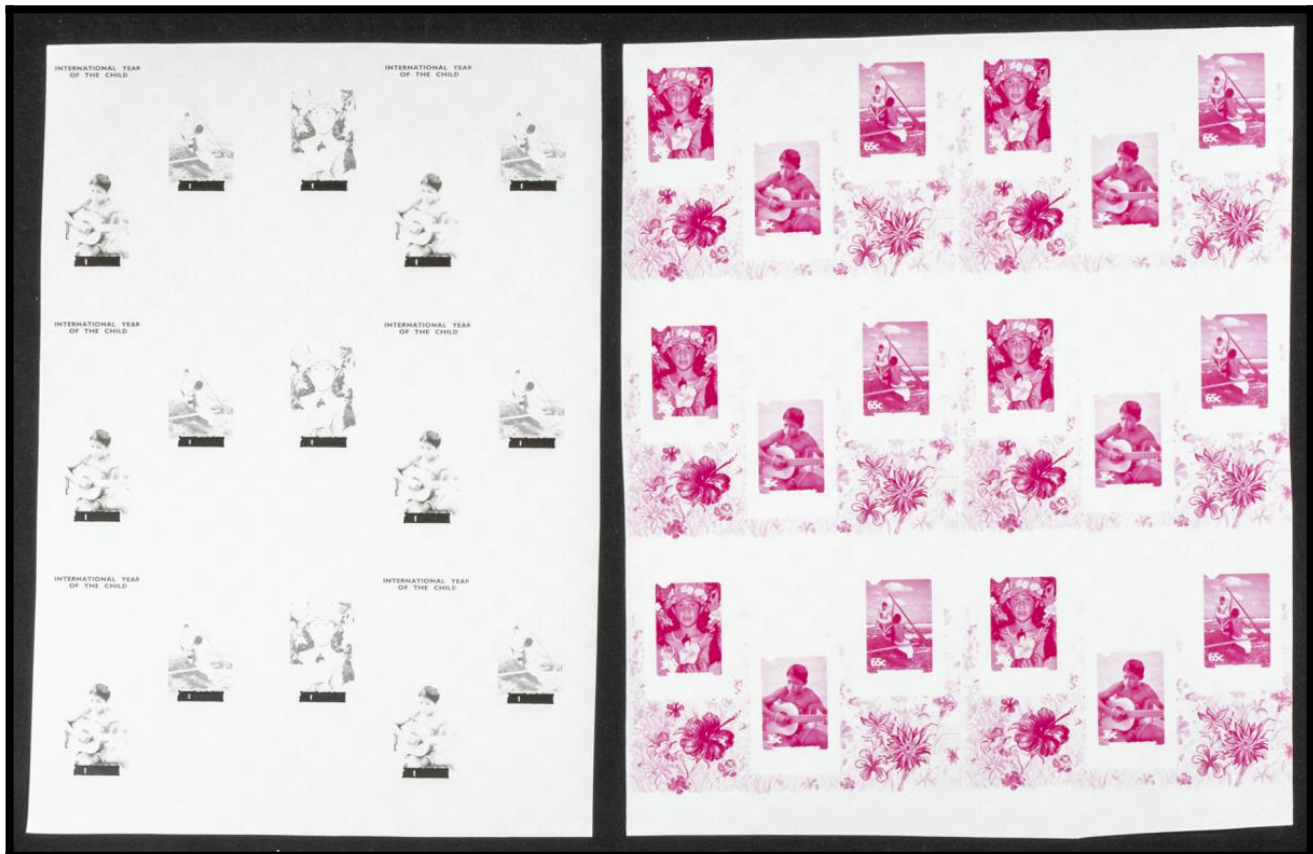 INTERNATIONAL YEAR
OF THE CHILD
INTERNATIONAL YEAR
OF THE CHILD
INTERNATIONAL YEAR
OF THE CHILD
INTERNATIONAL YEAR
OF THE CHILD
INTERNATIONAL YEAR
OF THE CHILD
INTERNATIONAL YEAR
OF THE CHILD
65c
65c
65c
65c
65c
65c